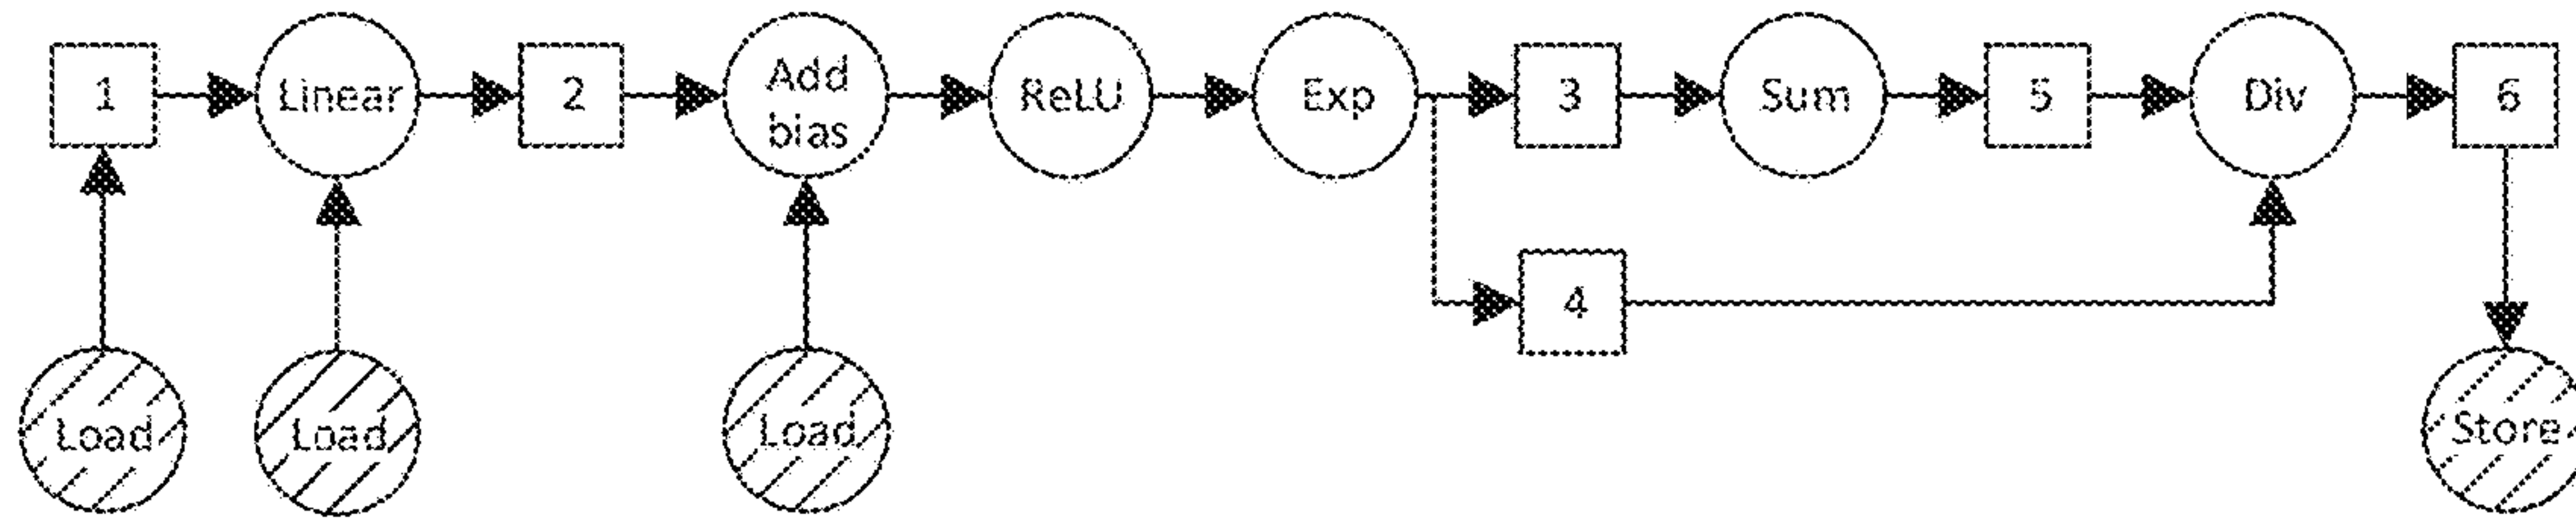 1
Linear
2
Add
bias
ReLU
Exp
3
Sum
5
Div
6
4
Load
Load
Load
Store